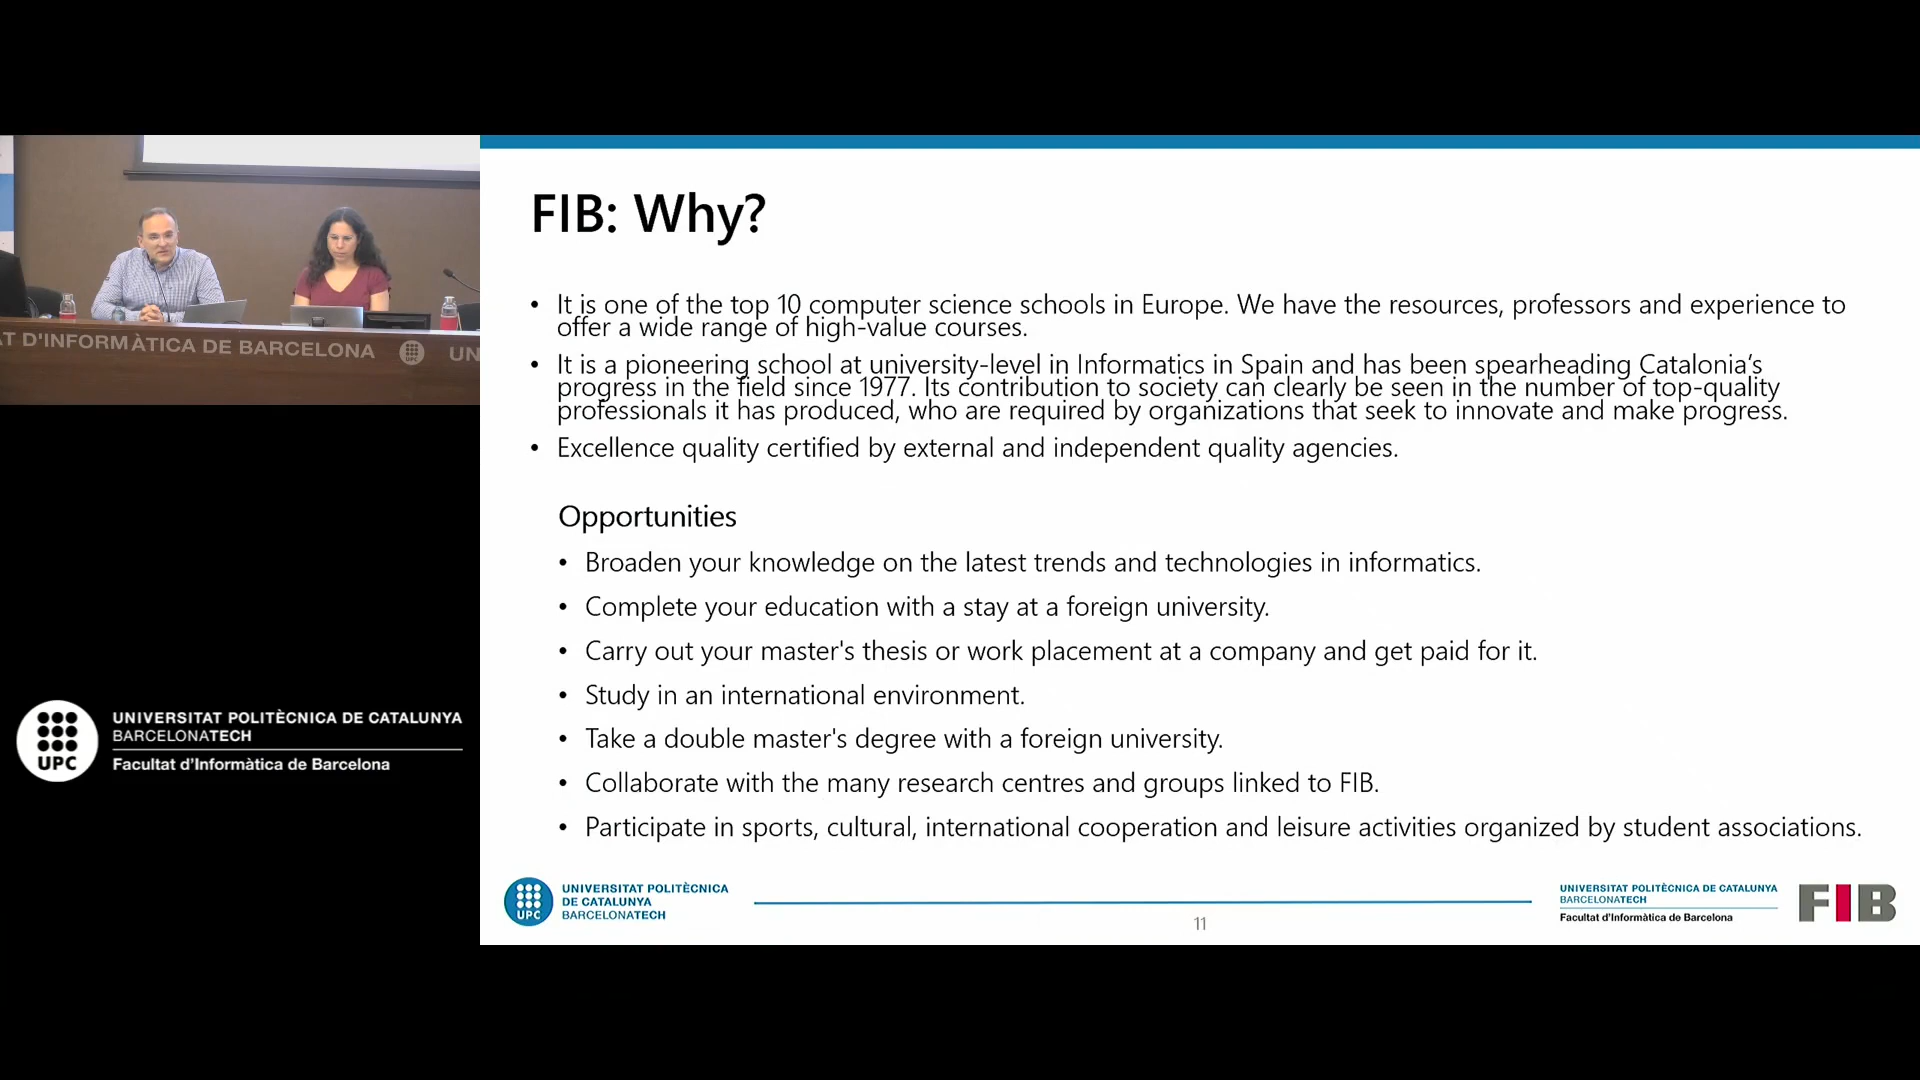 T D'INFORMÀTICA DE BARCELONA
UN
UPC
UNIVERSITAT POLITÈCNICA DE CATALUNYA
BARCELONATECH
Facultat d'Informàtica de Barcelona
FIB: Why?
• It is one of the top 10 computer science schools in Europe. We have the resources, professors and experience to
offer a wide range of high-value courses.
• It is a pioneering school at university-level in Informatics in Spain and has been spearheading Catalonia’s
progress in the field since 1977. Its contribution to society can clearly be seen in the number of top-quality
professionals it has produced, who are required by organizations that seek to innovate and make progress.
• Excellence quality certified by external and independent quality agencies.
Opportunities
• Broaden your knowledge on the latest trends and technologies in informatics.
• Complete your education with a stay at a foreign university.
• Carry out your master's thesis or work placement at a company and get paid for it.
• Study in an international environment.
• Take a double master's degree with a foreign university.
• Collaborate with the many research centres and groups linked to FIB.
• Participate in sports, cultural, international cooperation and leisure activities organized by student associations.
UPC
UNIVERSITAT POLITÈCNICA
DE CATALUNYA
BARCELONATECH
11
UNIVERSITAT POLITÈCNICA DE CATALUNYA
BARCELONATECH
Facultat d'Informàtica de Barcelona
FIB